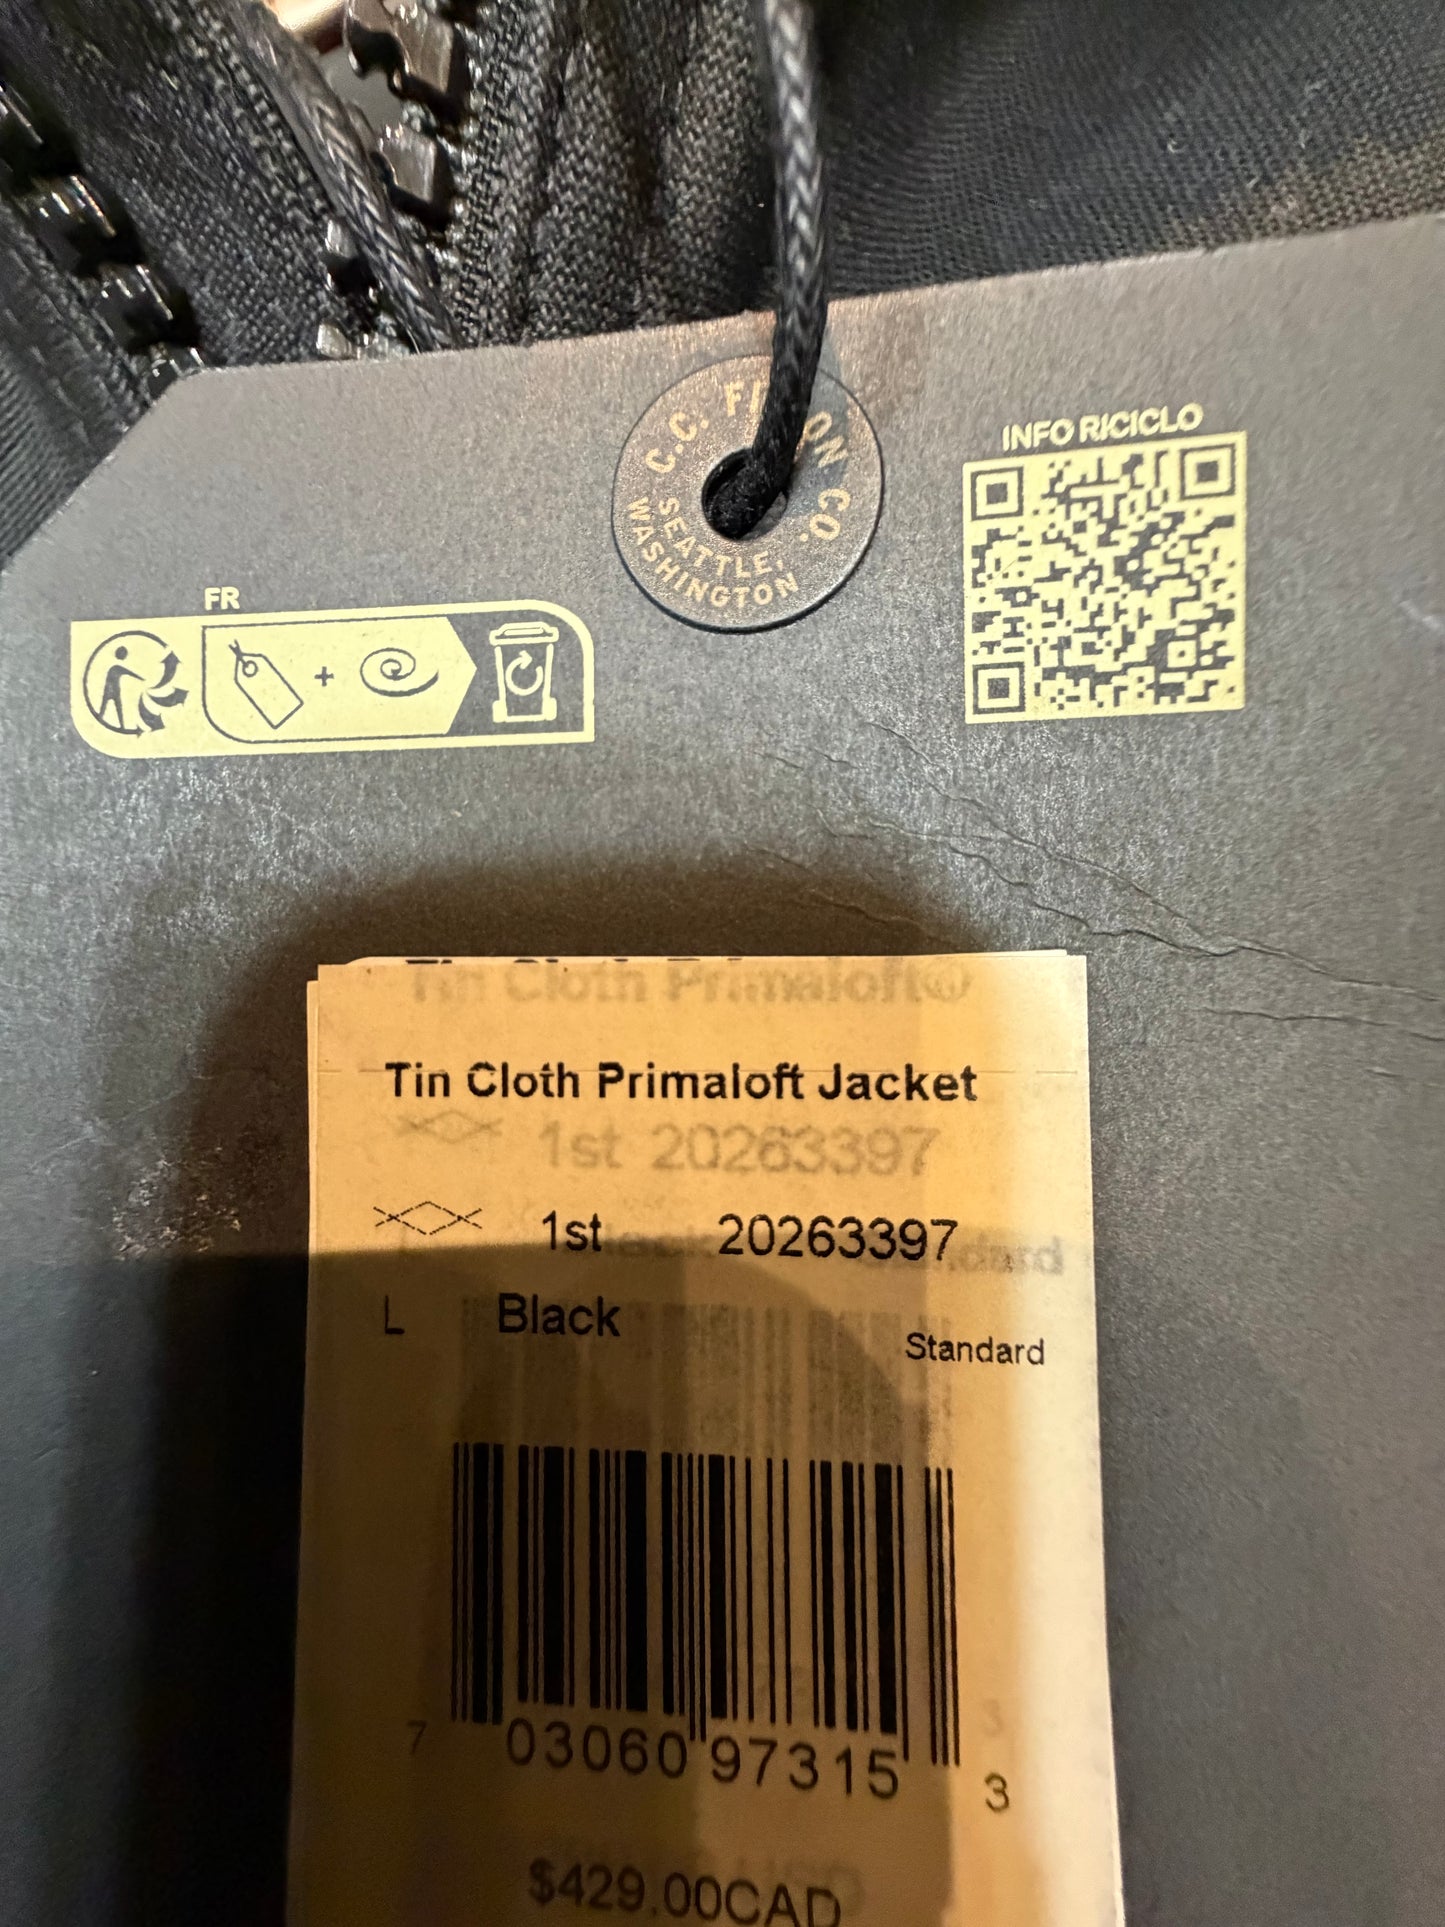 C.C. FILSON CO.
SEATTLE,
WASHINGTON
INFO RICICLO
FR
Tin Cloth Primaloft®
Tin Cloth Primaloft Jacket
1st 20263397
1st 20263397
L Black Standard
7 03060 97315 3
$429.00CAD